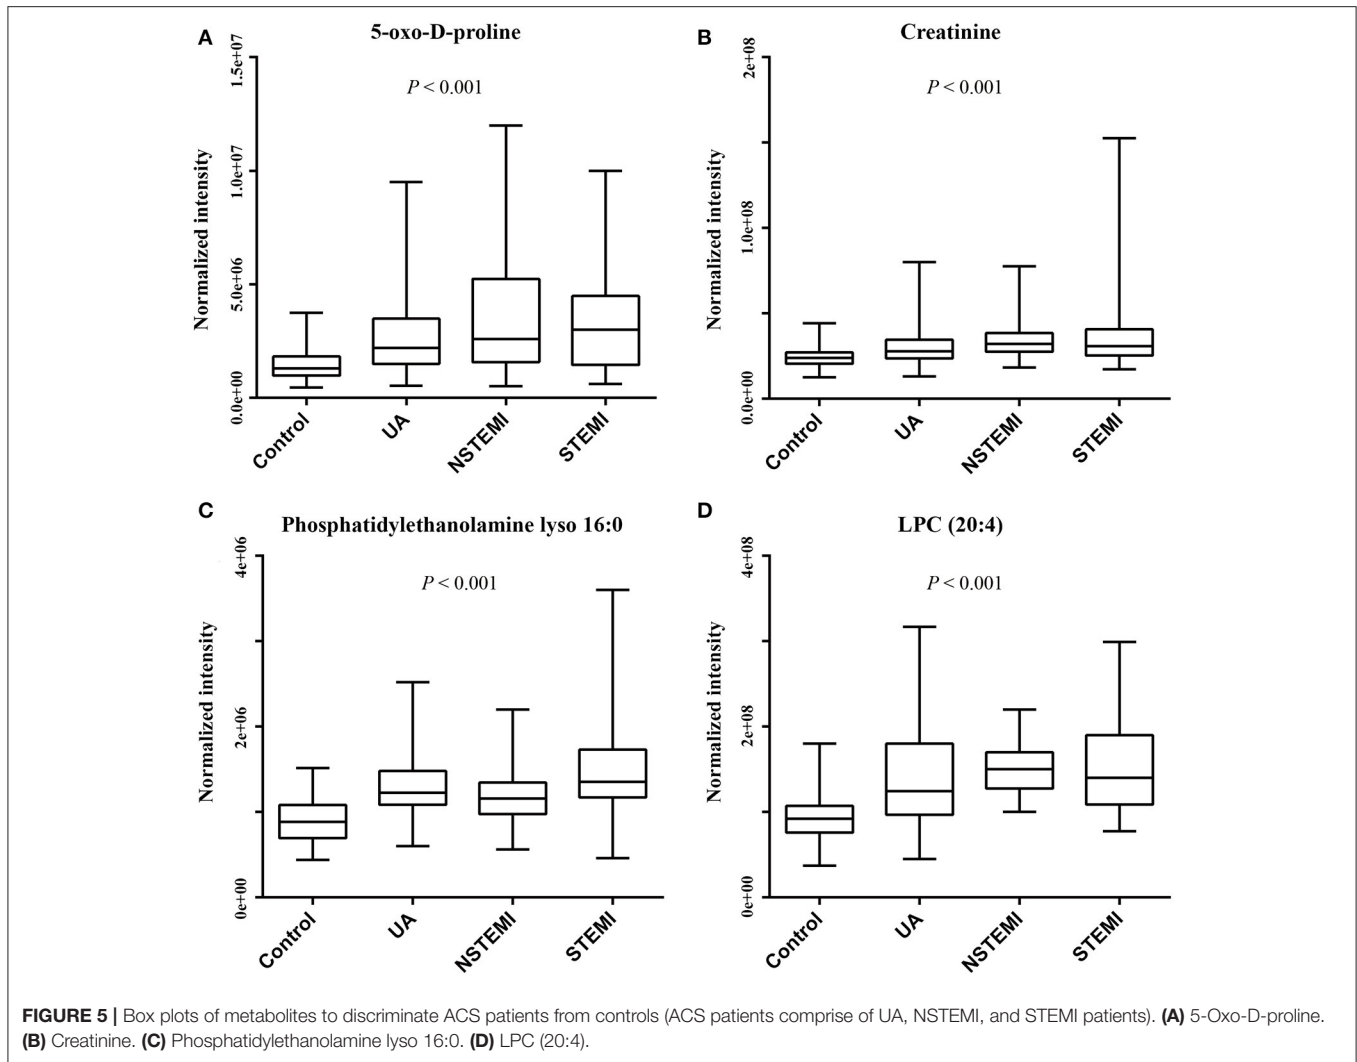 A
5-oxo-D-proline
P < 0.001
Normalized intensity
1.5e+07
1.0e+07
5.0e+06
0.0e+00
Control
UA
NSTEMI
STEMI
B
Creatinine
P < 0.001
Normalized intensity
2e+08
1.0e+08
0.0e+00
Control
UA
NSTEMI
STEMI
C
Phosphatidylethanolamine lyso 16:0
P < 0.001
Normalized intensity
4e+06
2e+06
0e+00
Control
UA
NSTEMI
STEMI
D
LPC (20:4)
P < 0.001
Normalized intensity
4e+08
2e+08
0e+00
Control
UA
NSTEMI
STEMI
FIGURE 5 | Box plots of metabolites to discriminate ACS patients from controls (ACS patients comprise of UA, NSTEMI, and STEMI patients). (A) 5-Oxo-D-proline.
(B) Creatinine. (C) Phosphatidylethanolamine lyso 16:0. (D) LPC (20:4).